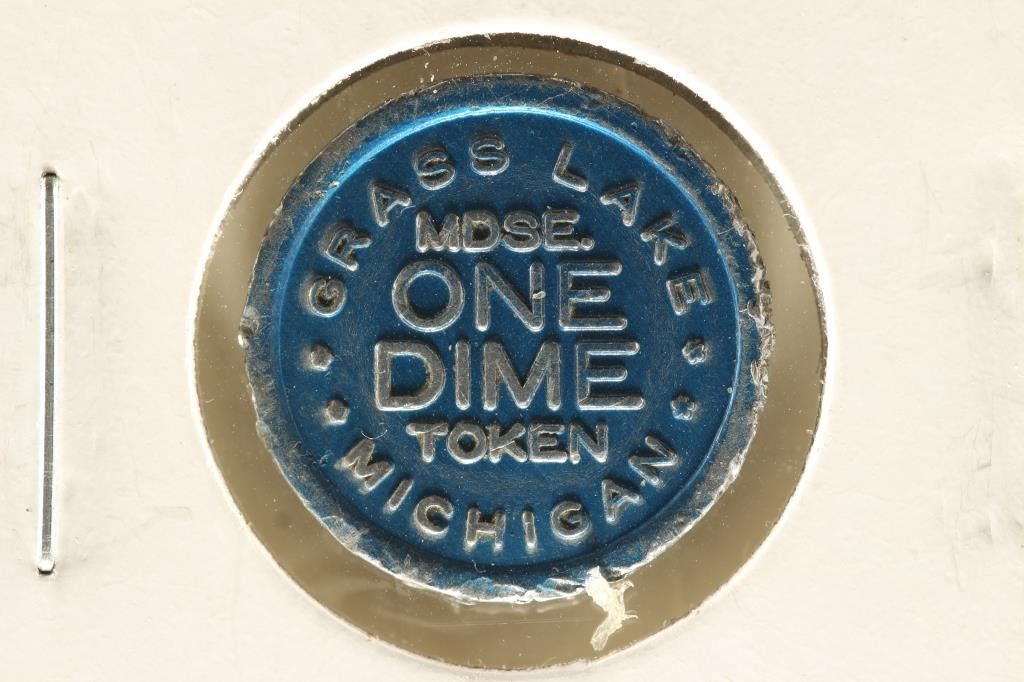 GRASS LAKE
MDSE.
ONE
DIME
TOKEN
MICHIGAN